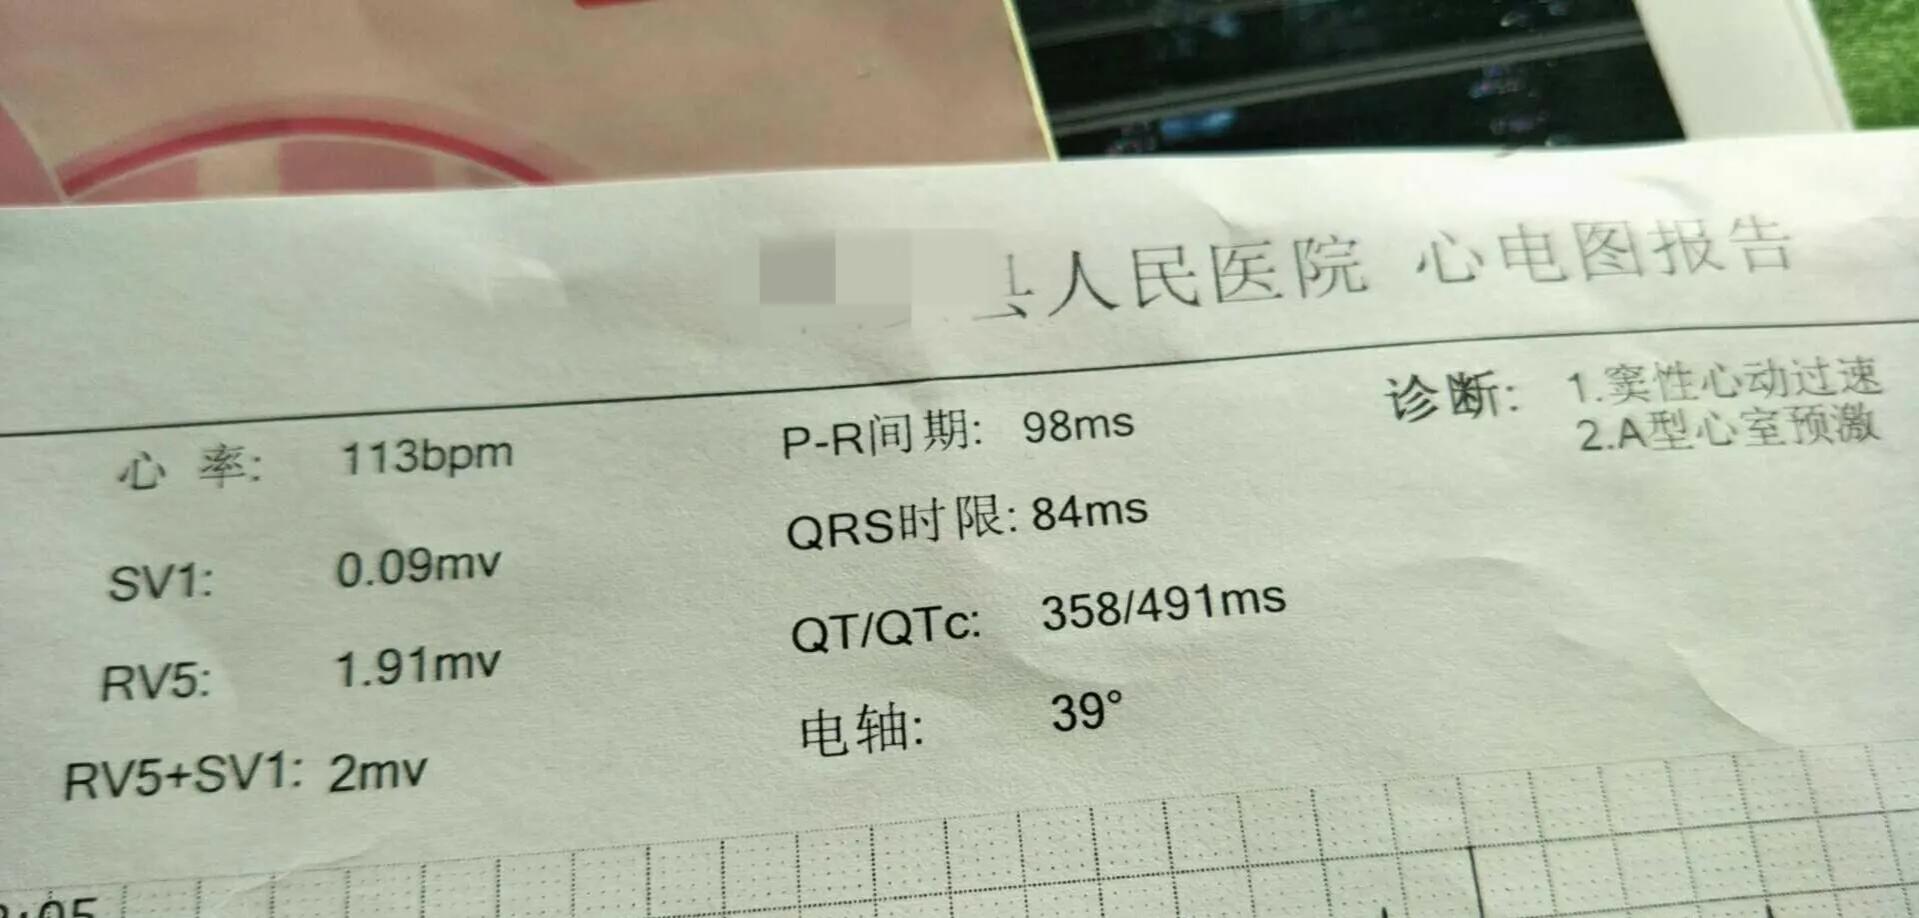 人民医院 心电图报告
心 率: 113bpm
P-R间期: 98ms
诊断: 1.窦性心动过速
2.A型心室预激
SV1: 0.09mv
QRS时限: 84ms
RV5: 1.91mv
QT/QTc: 358/491ms
RV5+SV1: 2mv
电轴: 39°